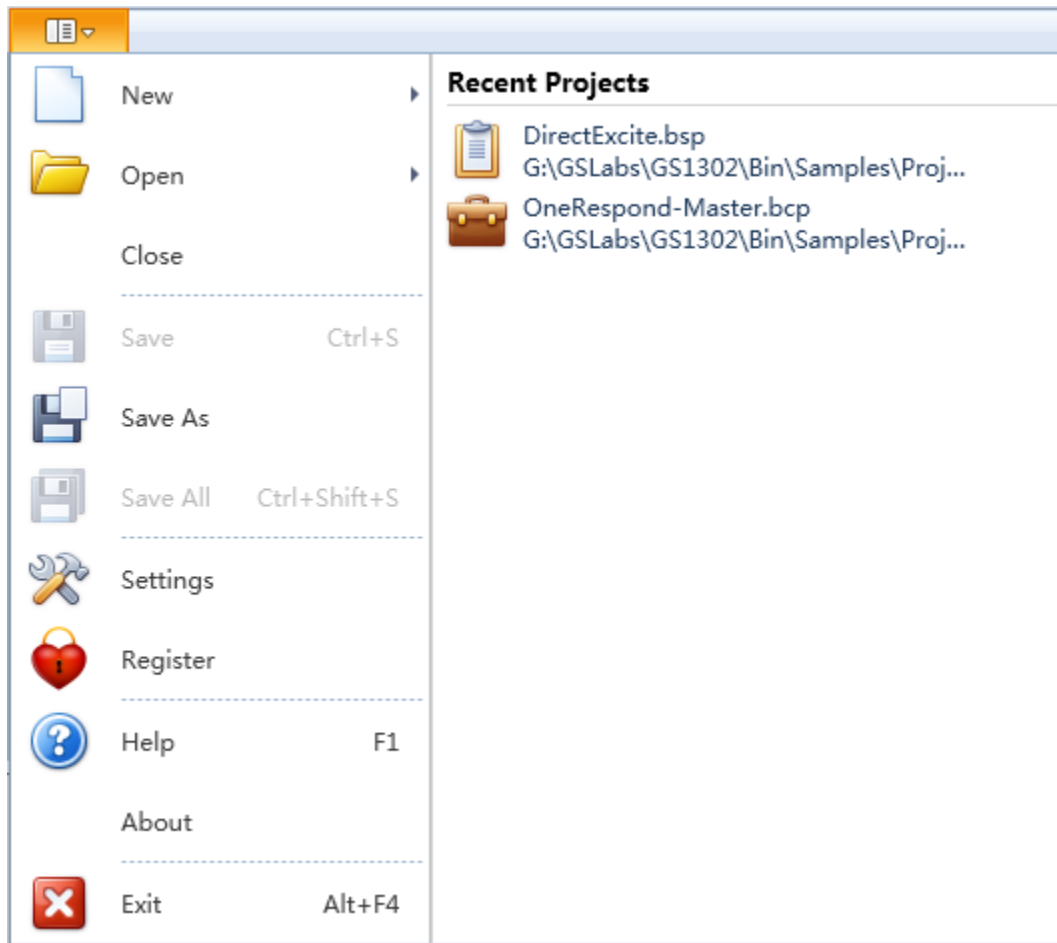 New
Open
Close
Save Ctrl+S
Save As
Save All Ctrl+Shift+S
Settings
Register
Help F1
About
Exit Alt+F4
Recent Projects
DirectExcite.bsp
G:\GSLabs\GS1302\Bin\Samples\Proj...
OneRespond-Master.bcp
G:\GSLabs\GS1302\Bin\Samples\Proj...